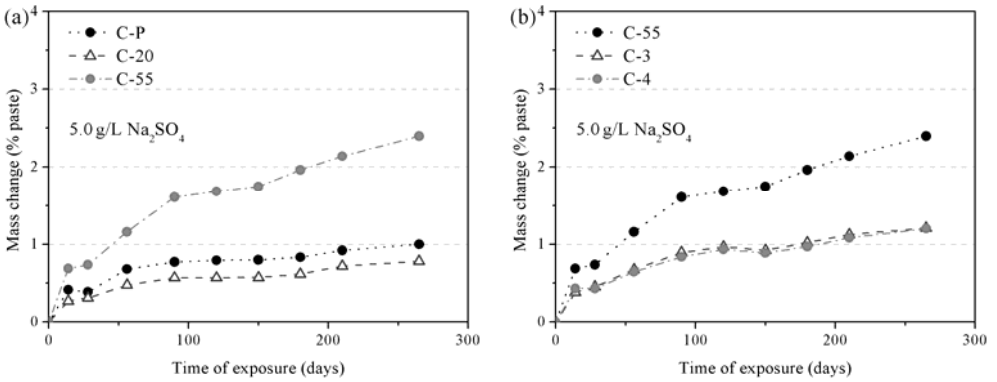 (a)
4
3
2
1
0
Mass change (% paste)
C-P
C-20
C-55
5.0 g/L Na₂SO₄
0 100 200 300
Time of exposure (days)
(b)
4
3
2
1
0
Mass change (% paste)
C-55
C-3
C-4
5.0 g/L Na₂SO₄
0 100 200 300
Time of exposure (days)